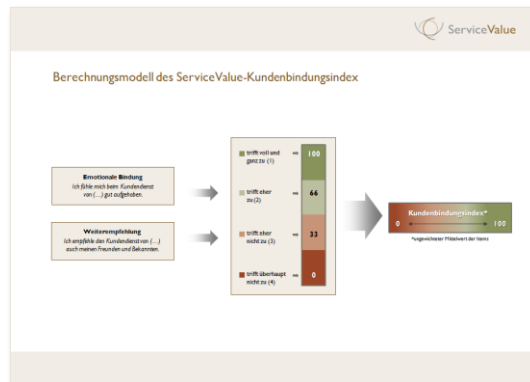 ServiceValue
Berechnungsmodell des ServiceValue-Kundenbindungsindex
Emotionale Bindung
Ich fühle mich beim Kundendienst
von (...) gut aufgehoben.
Weiterempfehlung
Ich empfehle den Kundendienst von (...)
auch meinen Freunden und Bekannten.
trifft voll und
ganz zu (1)
100
trifft eher
zu (2)
66
trifft eher
nicht zu (3)
33
trifft überhaupt
nicht zu (4)
0
Kundenbindungsindex*
0
100
*ungewichteter Mittelwert der Items